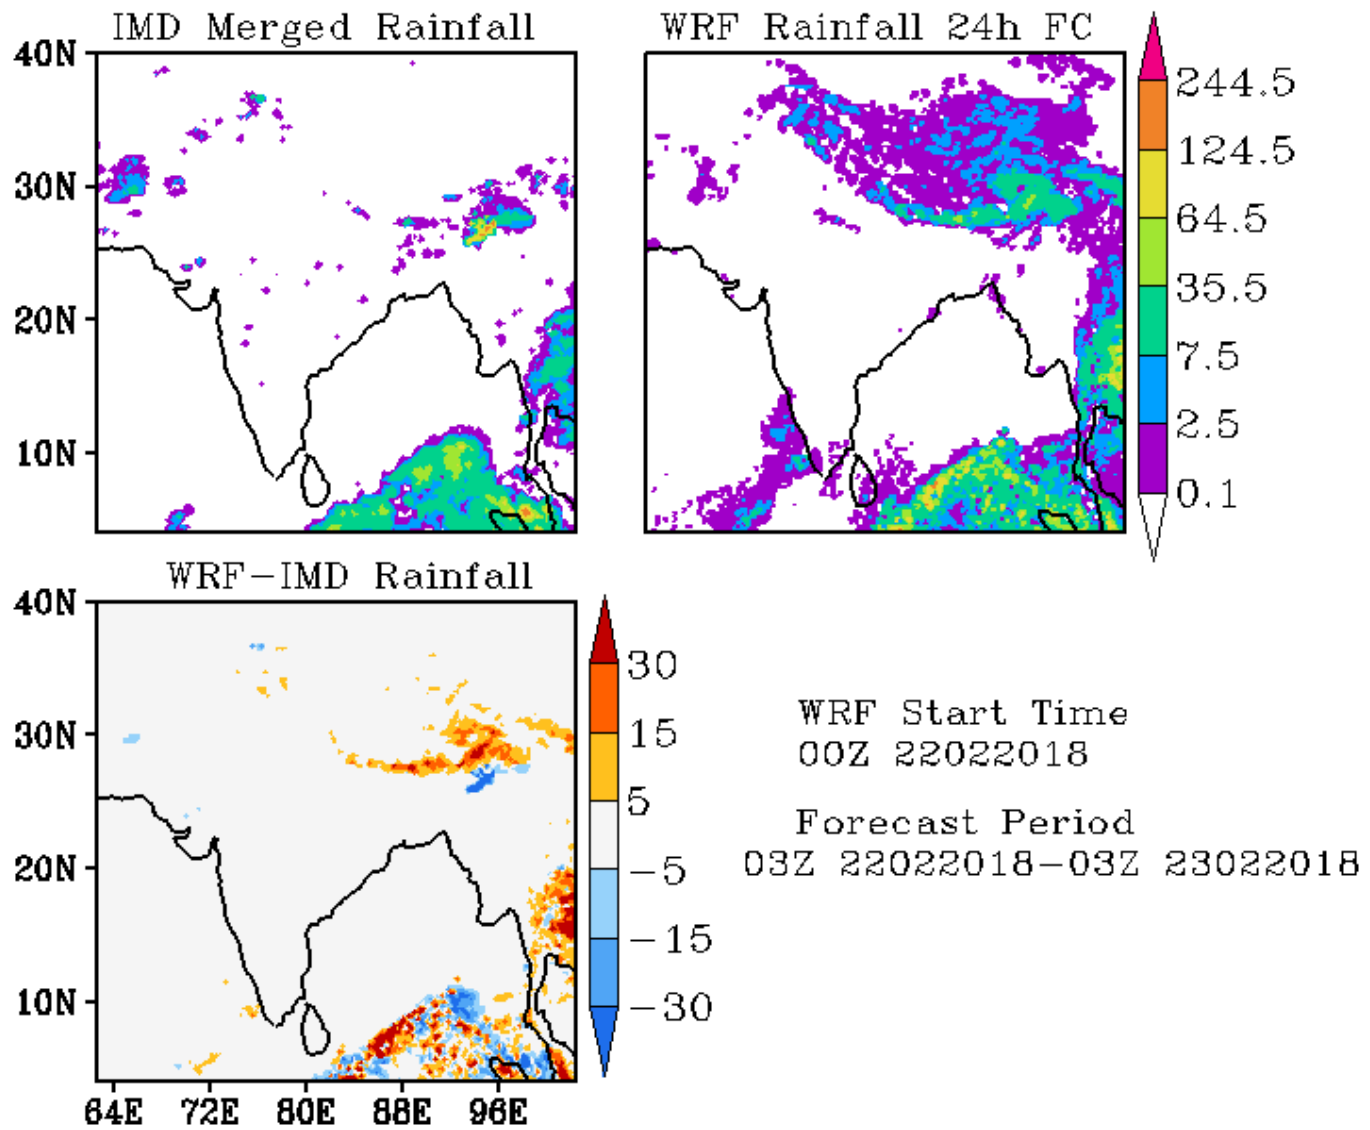 IMD Merged Rainfall
WRF Rainfall 24h FC
40N
30N
20N
10N
244.5
124.5
64.5
35.5
7.5
2.5
0.1
WRF-IMD Rainfall
40N
30N
20N
10N
64E 72E 80E 88E 96E
30
15
5
-5
-15
-30
WRF Start Time
00Z 22022018
Forecast Period
03Z 22022018-03Z 23022018